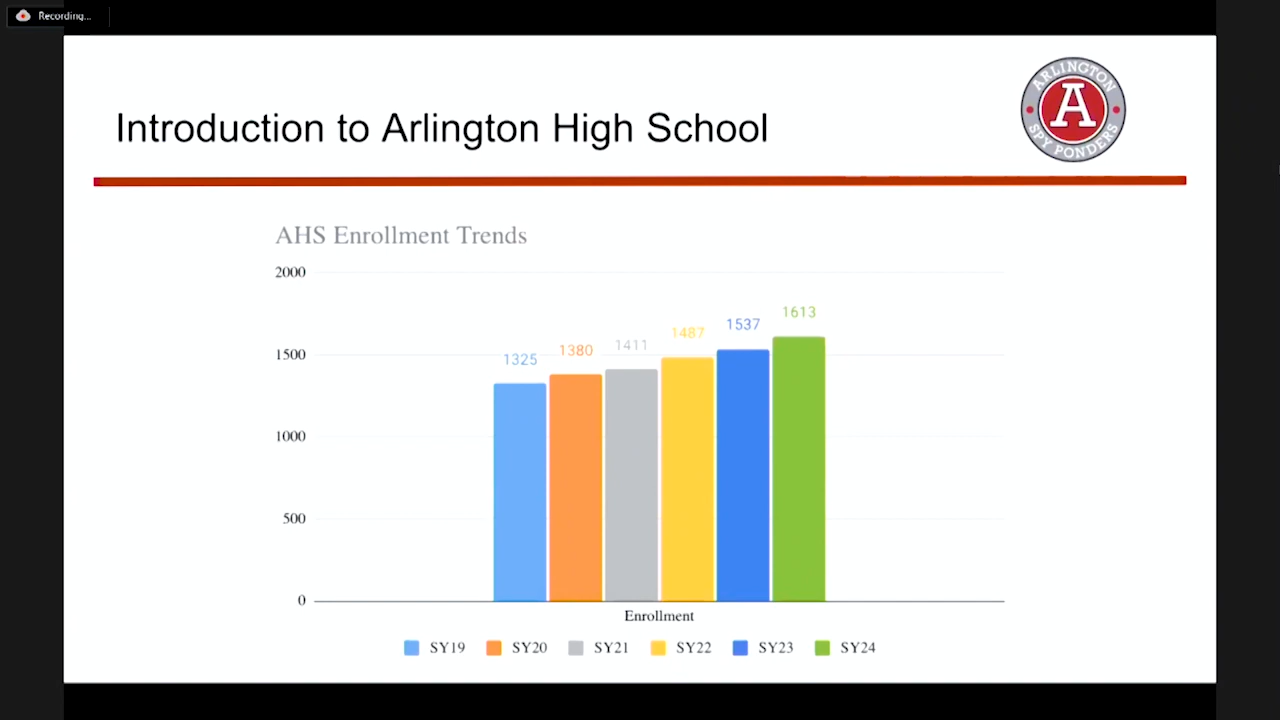 Recording...
Introduction to Arlington High School
ARLINGTON
A
SPY PONDERS
AHS Enrollment Trends
2000
1500
1000
500
0
1325
1380
1411
1487
1537
1613
Enrollment
SY19 SY20 SY21 SY22 SY23 SY24